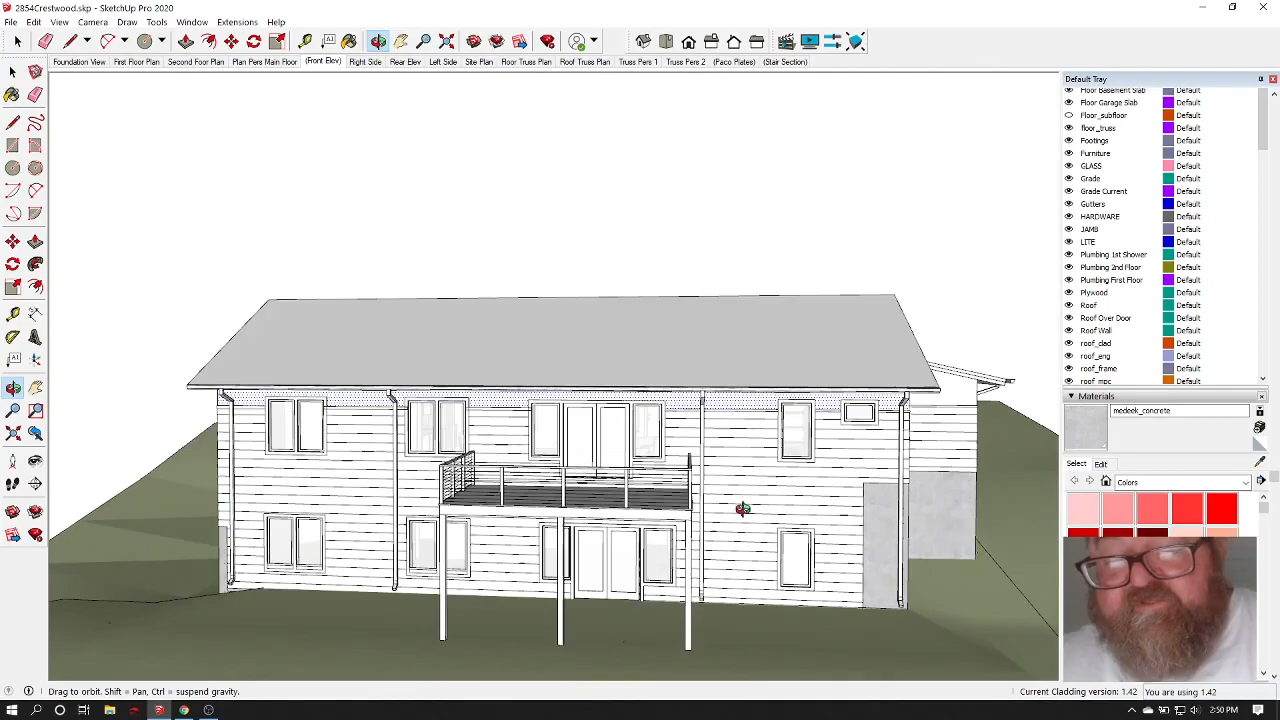 2854Crestwood.skp - SketchUp Pro 2020
File Edit View Camera Draw Tools Window Extensions Help
Foundation View First Floor Plan Second Foor Plan Plan Pers Main Floor (Front Elev) Right Side Rear Elev Left Side Site Plan Floor Truss Plan Roof Truss Plan Truss Pers 1 Truss Pers 2 (Paco Plates) (Stair Section)
Default Tray
Floor Basement Slab Default
Floor Garage Slab Default
Floor_subfloor Default
floor_truss Default
Footings Default
Furniture Default
GLASS Default
Grade Default
Grade Current Default
Gutters Default
HARDWARE Default
JAMB Default
LITE Default
Plumbing 1st Shower Default
Plumbing 2nd Floor Default
Plumbing First Floor Default
Plywood Default
Roof Default
Roof Over Door Default
Roof Wall Default
roof_clad Default
roof_eng Default
roof_frame Default
roof_mpc Default
Materials
medeek_concrete
Select Edit
Colors
Drag to orbit. Shift = Pan, Ctrl = suspend gravity.
Current Cladding version: 1.42 You are using 1.42
2:50 PM